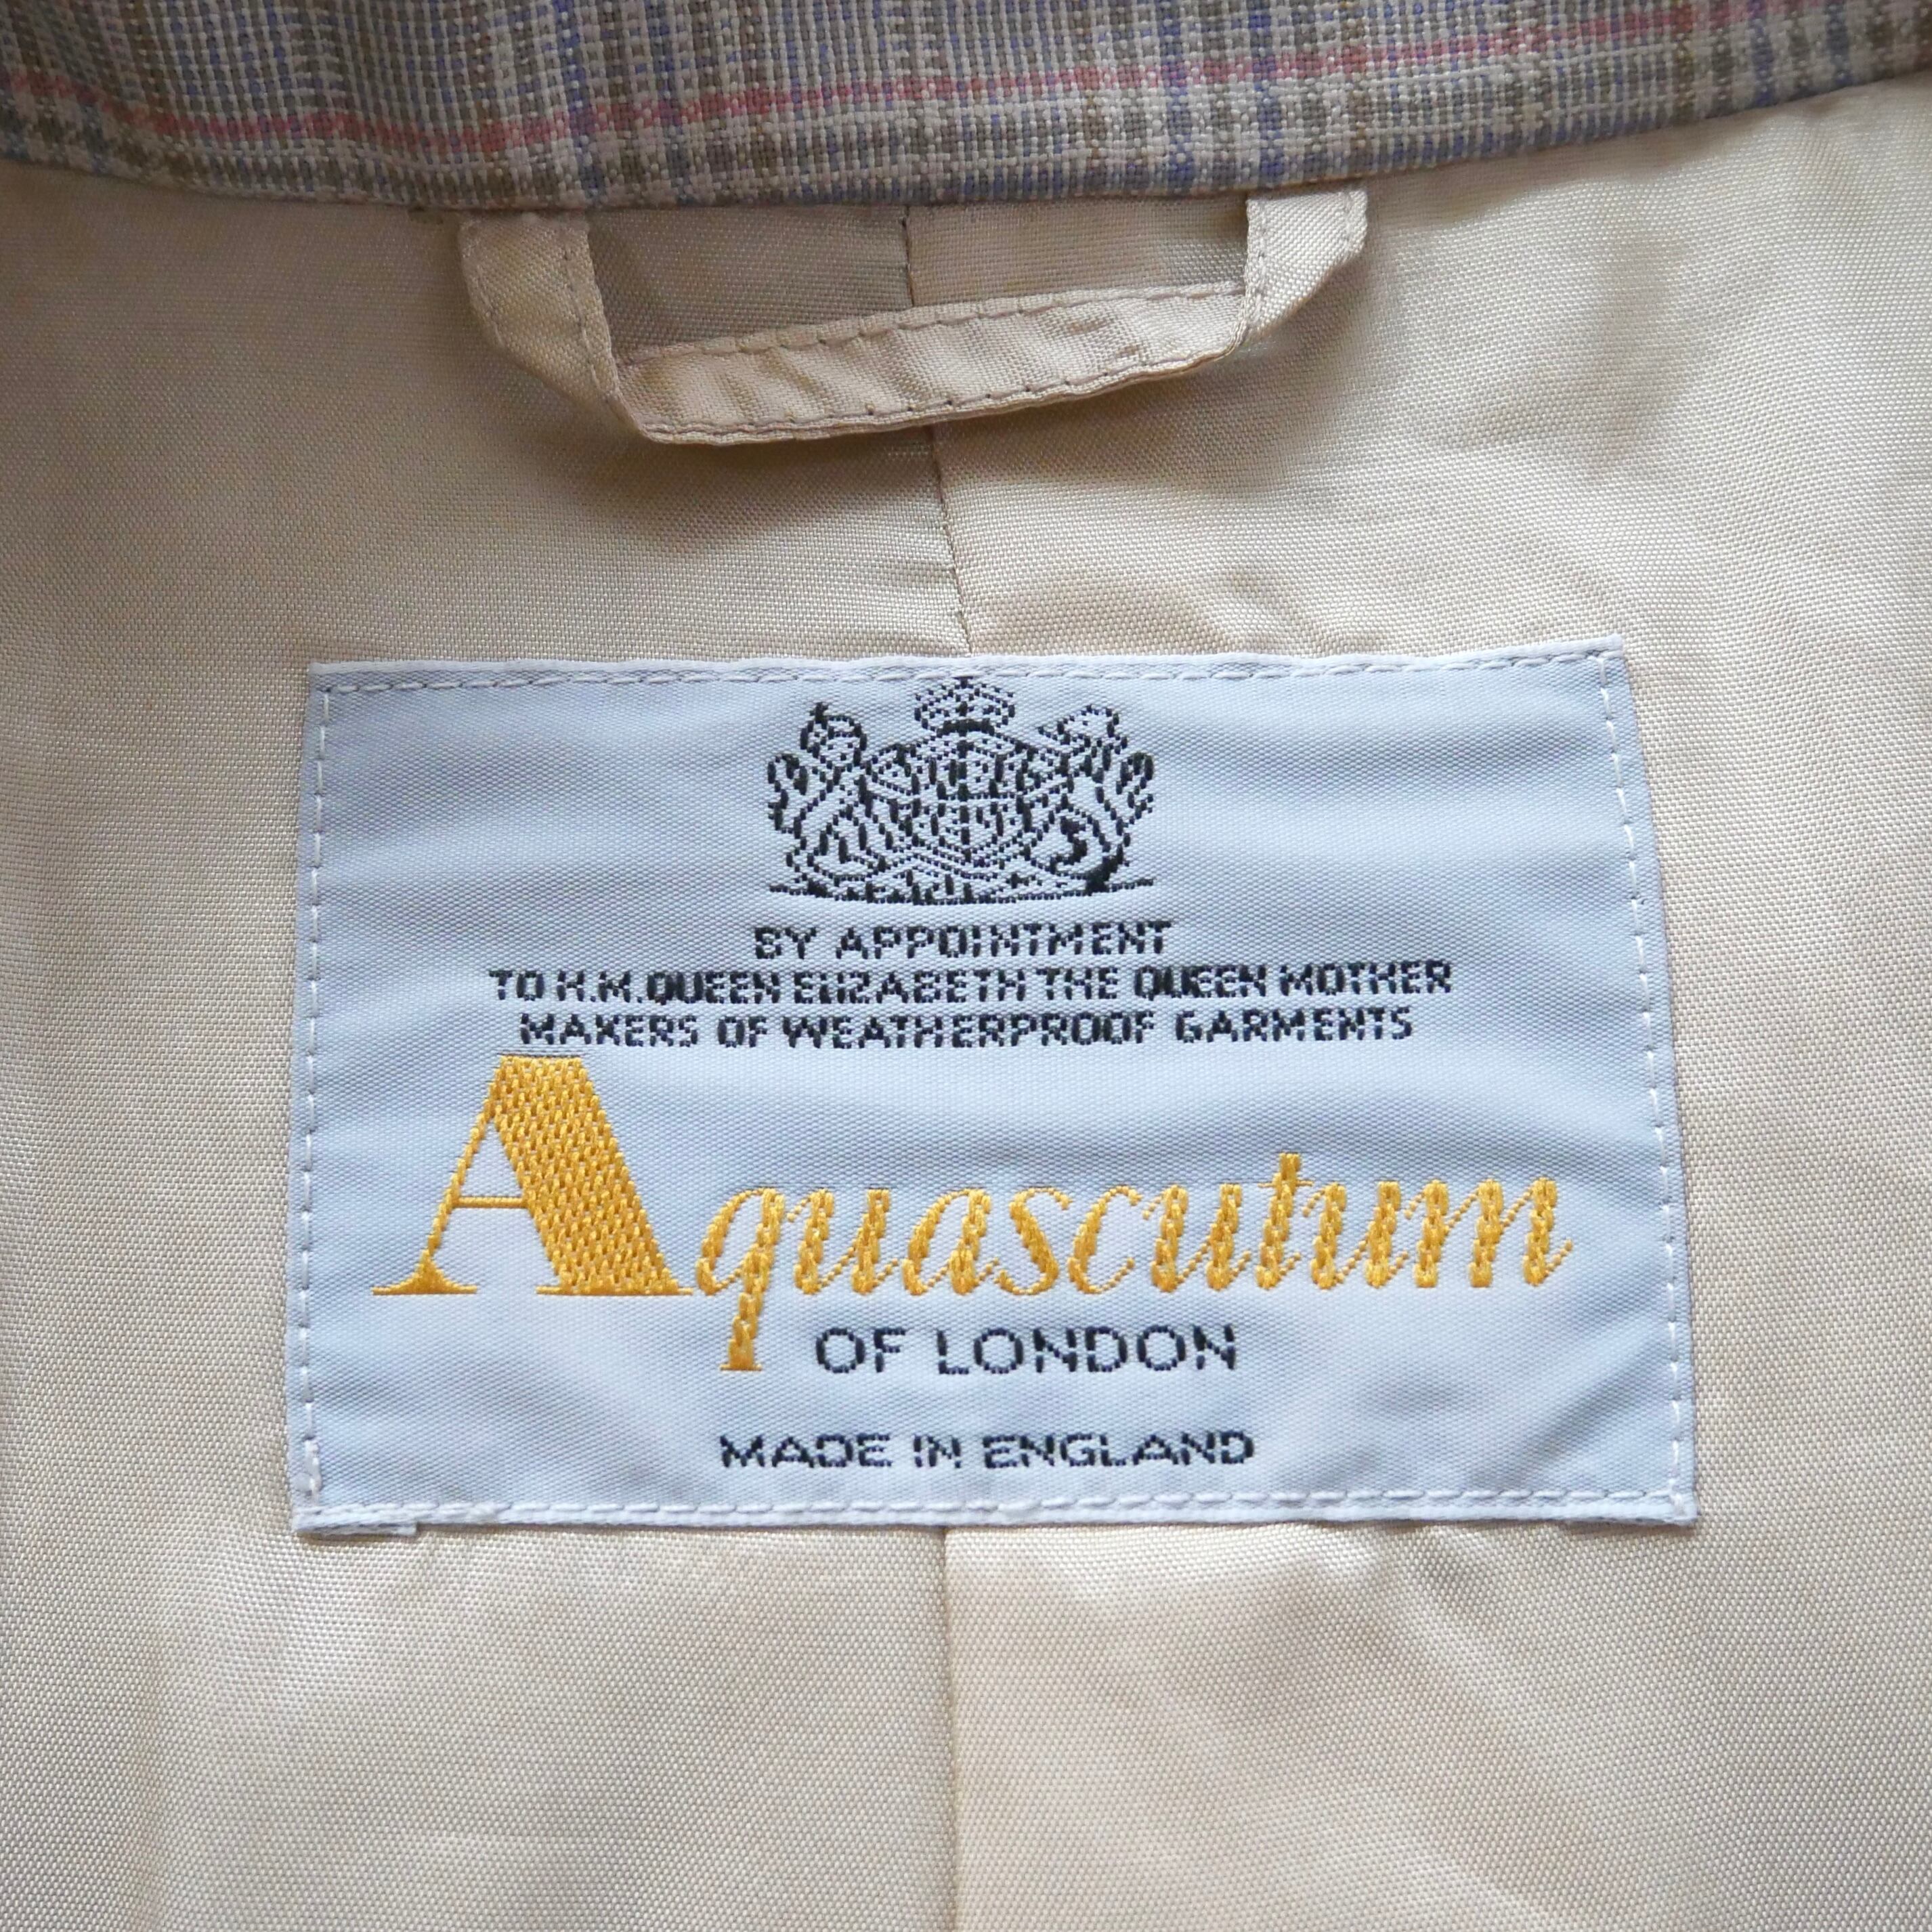 BY APPOINTMENT
TO H.M.QUEEN ELIZABETH THE QUEEN MOTHER
MAKERS OF WEATHERPROOF GARMENTS
Aquascutum
OF LONDON
MADE IN ENGLAND